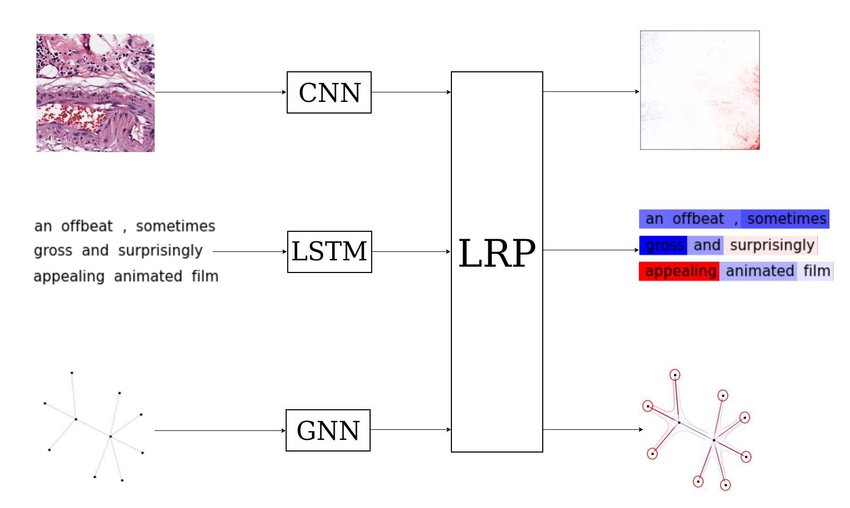 CNN
an offbeat , sometimes
gross and surprisingly
appealing animated film
LSTM
LRP
an offbeat , sometimes
gross and surprisingly
appealing animated film
GNN